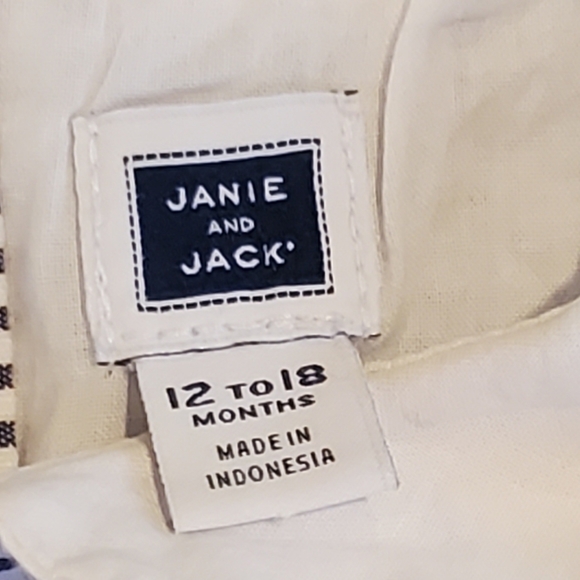 JANIE
AND
JACK
12 TO 18
MONTHS
MADE IN
INDONESIA